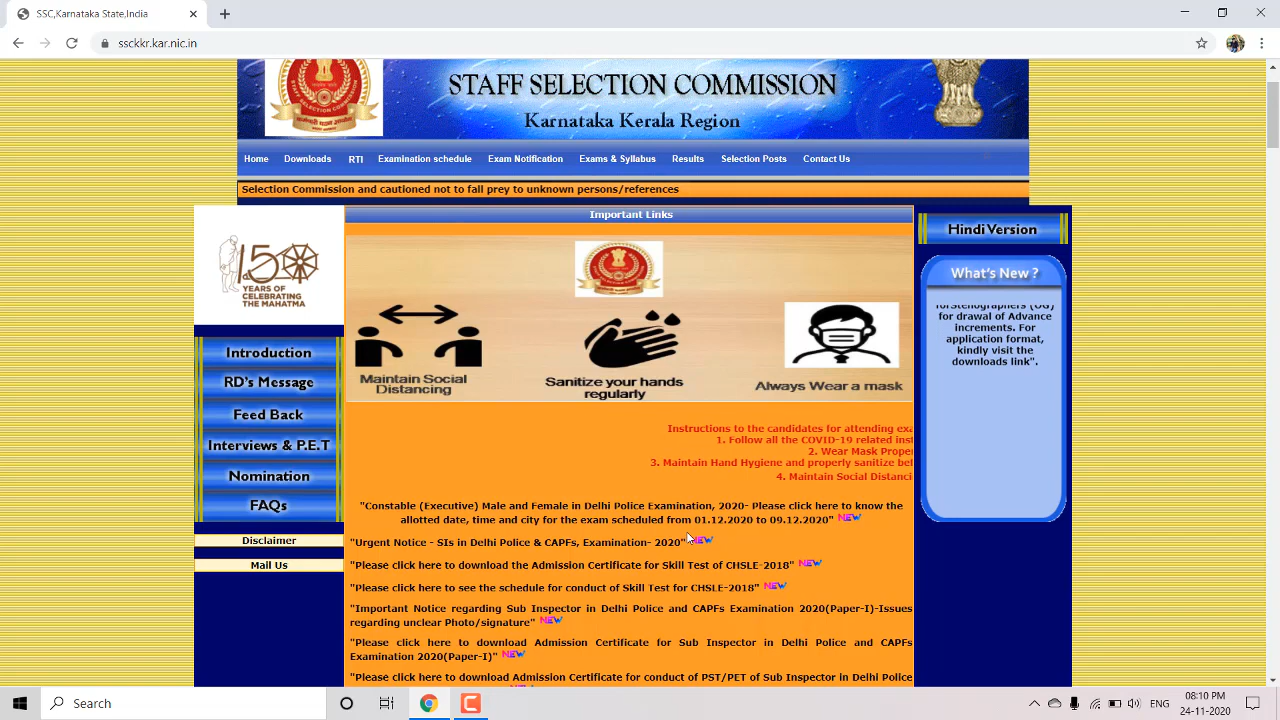 ssckkr.kar.nic.in
STAFF SELECTION COMMISSION
Karnataka Kerala Region
Home Downloads RTI Examination schedule Exam Notification Exams & Syllabus Results Selection Posts Contact Us
Selection Commission and cautioned not to fall prey to unknown persons/references
150
YEARS OF
CELEBRATING
THE MAHATMA
Introduction
RD's Message
Feed Back
Interviews & P.E.T
Nomination
FAQs
Disclaimer
Mail Us
Important Links
Maintain Social
Distancing
Sanitize your hands
regularly
Always Wear a mask
Instructions to the candidates for attending exa
1. Follow all the COVID-19 related inst
2. Wear Mask Proper
3. Maintain Hand Hygiene and properly sanitize bef
4. Maintain Social Distanci
"Constable (Executive) Male and Female in Delhi Police Examination, 2020- Please click here to know the
allotted date, time and city for the exam scheduled from 01.12.2020 to 09.12.2020" NEW
"Urgent Notice - SIs in Delhi Police & CAPFs, Examination- 2020" NEW
"Please click here to download the Admission Certificate for Skill Test of CHSLE-2018" NEW
"Please click here to see the schedule for conduct of Skill Test for CHSLE-2018" NEW
"Important Notice regarding Sub Inspector in Delhi Police and CAPFs Examination 2020(Paper-I)-Issues
regarding unclear Photo/signature" NEW
"Please click here to download Admission Certificate for Sub Inspector in Delhi Police and CAPFs
Examination 2020(Paper-I)" NEW
"Please click here to download Admission Certificate for conduct of PST/PET of Sub Inspector in Delhi Police
Hindi Version
What's New ?
forStenographers (OG)
for drawal of Advance
increments. For
application format,
kindly visit the
downloads link".
Search
ENG
08:10 PM
24-11-2020